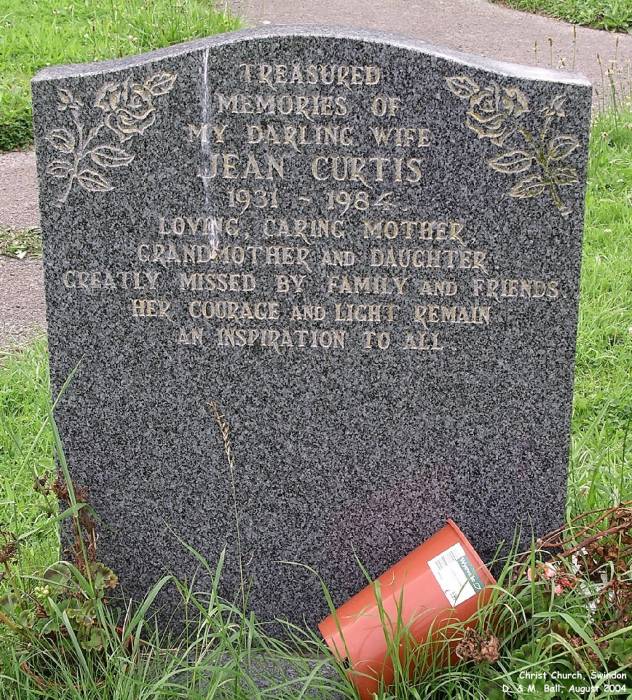 TREASURED
MEMORIES OF
MY DARLING WIFE
JEAN CURTIS
1931 - 1984
LOVING, CARING MOTHER,
GRANDMOTHER AND DAUGHTER
GREATLY MISSED BY FAMILY AND FRIENDS.
HER COURAGE AND LIGHT REMAIN
AN INSPIRATION TO ALL.
Christ Church, Swindon
D. & M. Ball, August 2004